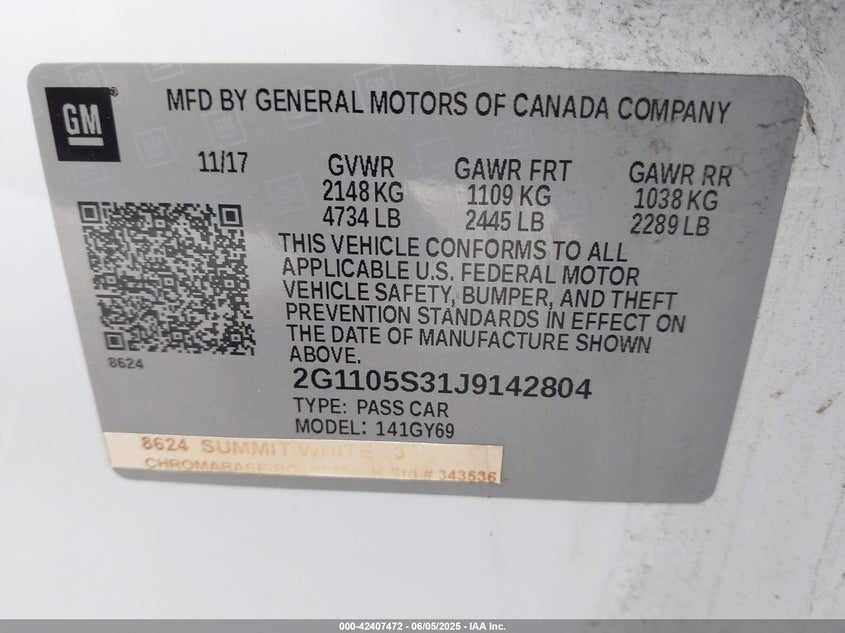 GM
MFD BY GENERAL MOTORS OF CANADA COMPANY
11/17 GVWR GAWR FRT GAWR RR
2148 KG 1109 KG 1038 KG
4734 LB 2445 LB 2289 LB
THIS VEHICLE CONFORMS TO ALL
APPLICABLE U.S. FEDERAL MOTOR
VEHICLE SAFETY, BUMPER, AND THEFT
PREVENTION STANDARDS IN EFFECT ON
THE DATE OF MANUFACTURE SHOWN
ABOVE.
8624
2G1105S31J9142804
TYPE: PASS CAR
MODEL: 141GY69
8624 SUMMIT WHITE 3
CHROMABASE Std # 343536
000-42407472 - 06/05/2025 - IAA Inc.